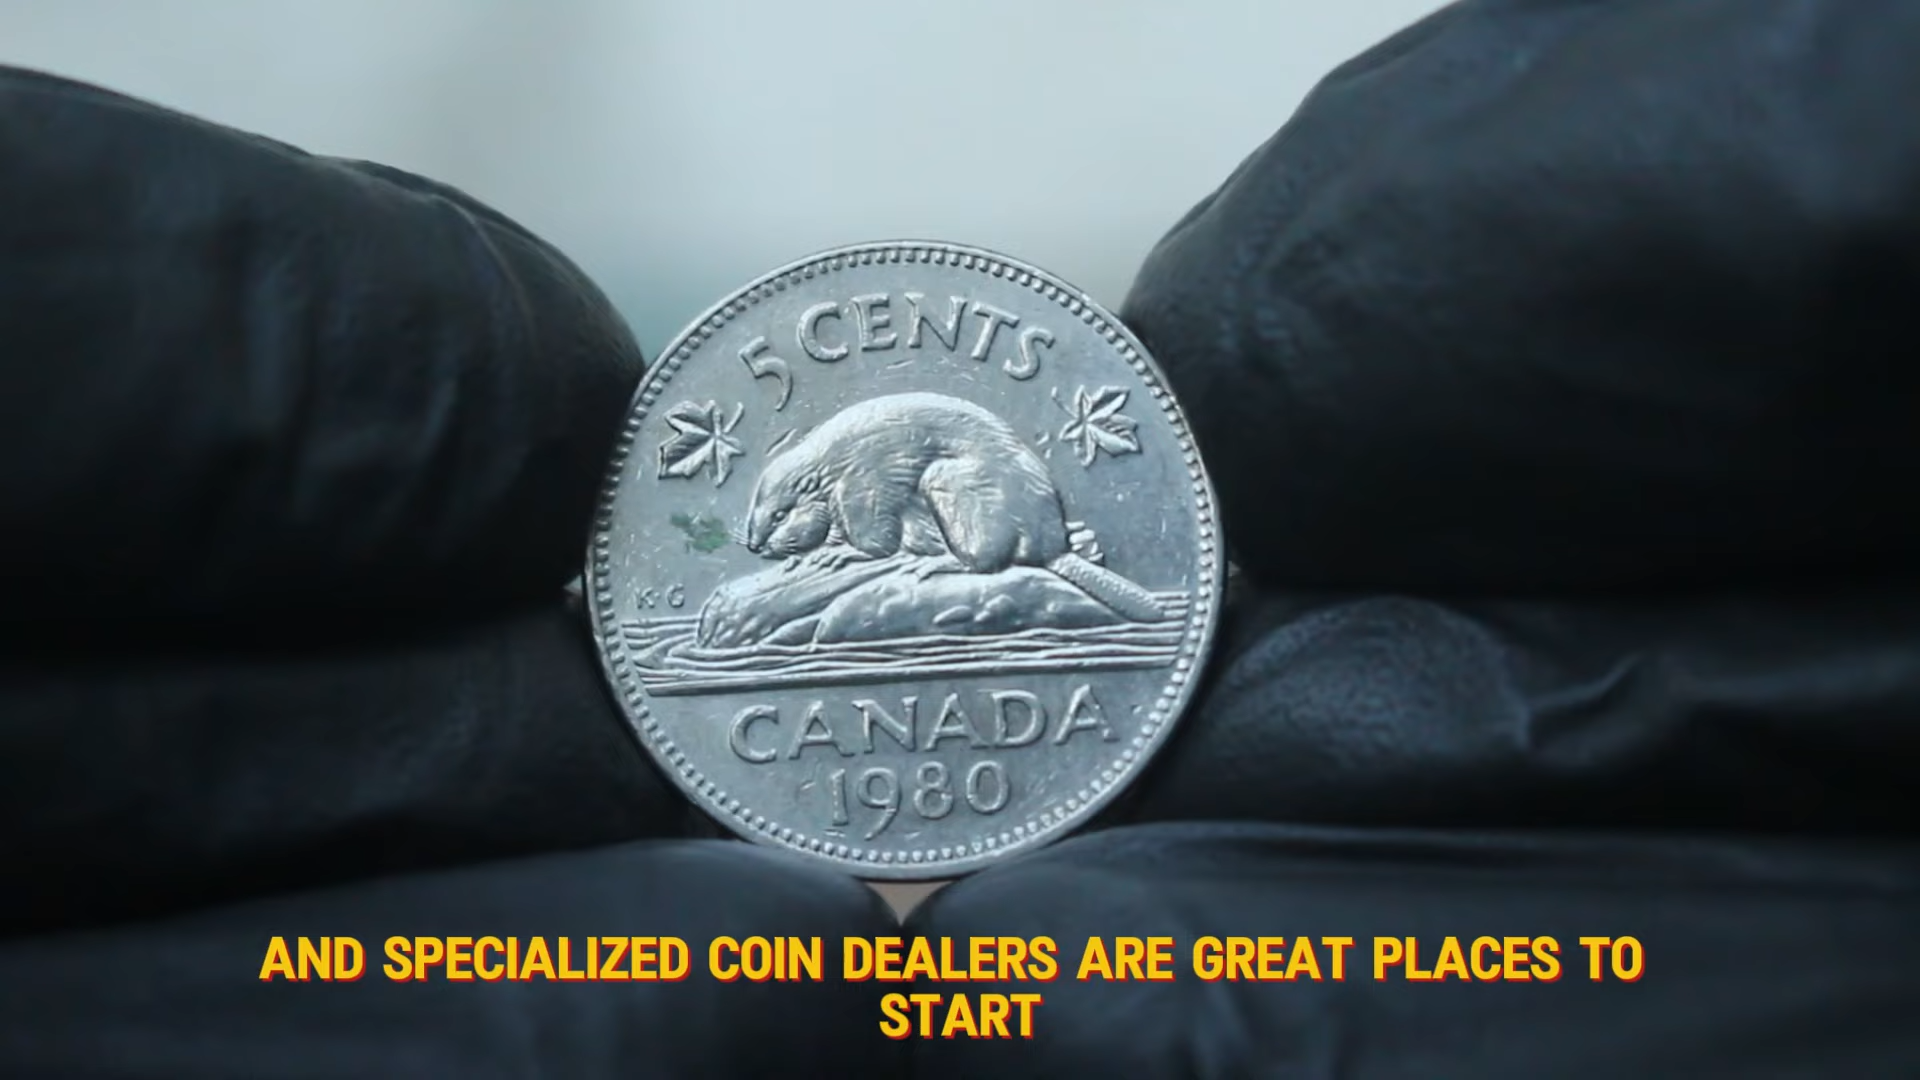 5 CENTS
K·G
CANADA
1980
AND SPECIALIZED COIN DEALERS ARE GREAT PLACES TO
START